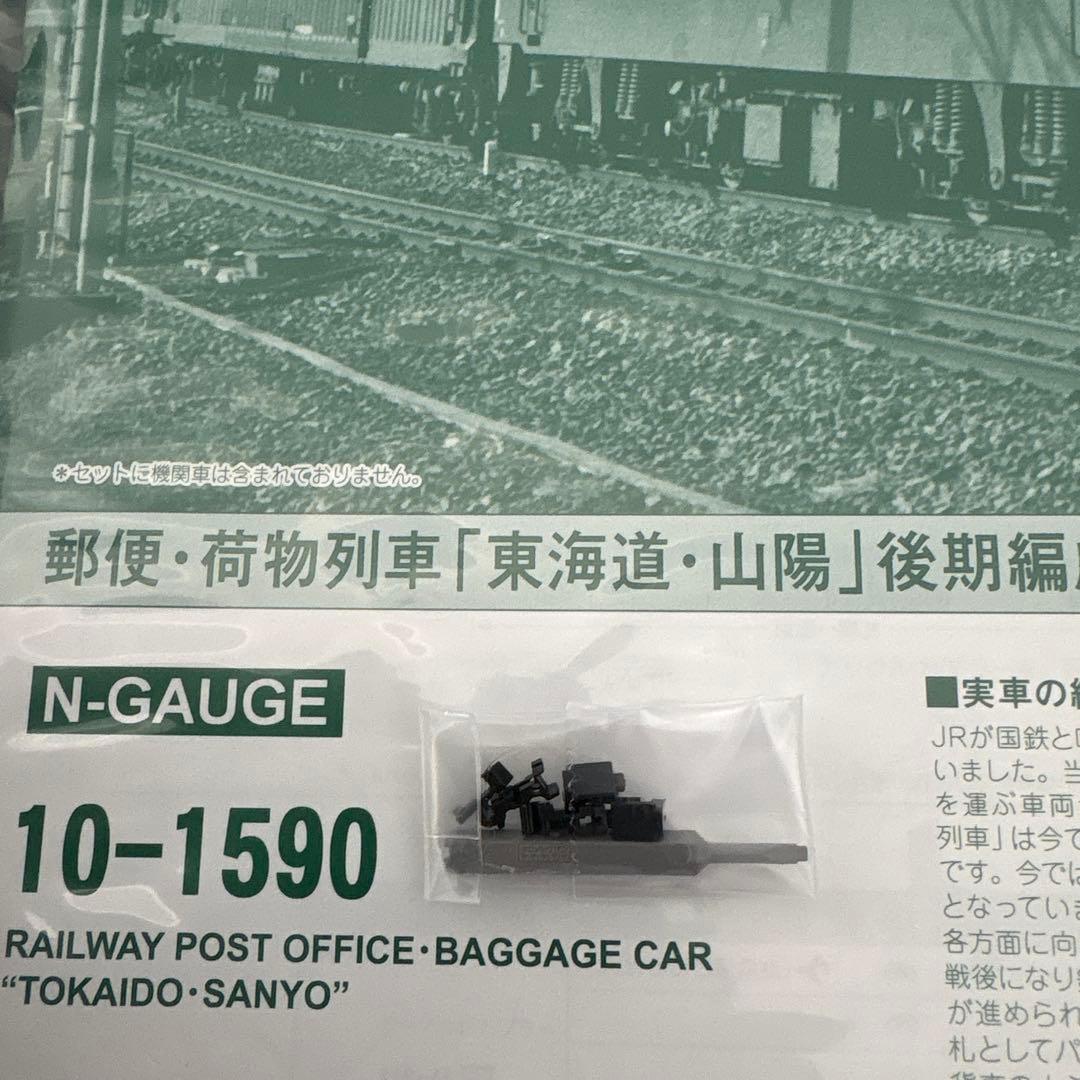 *セットに機関車は含まれておりません。
郵便・荷物列車「東海道・山陽」後期編
N-GAUGE
10-1590
RAILWAY POST OFFICE・BAGGAGE CAR
“TOKAIDO・SANYO”
■実車の
JRが国鉄と
いました。当
を運ぶ車両
列車」は今で
です。今では
となってい
各方面に向
戦後になり
が進められ
札としてパ